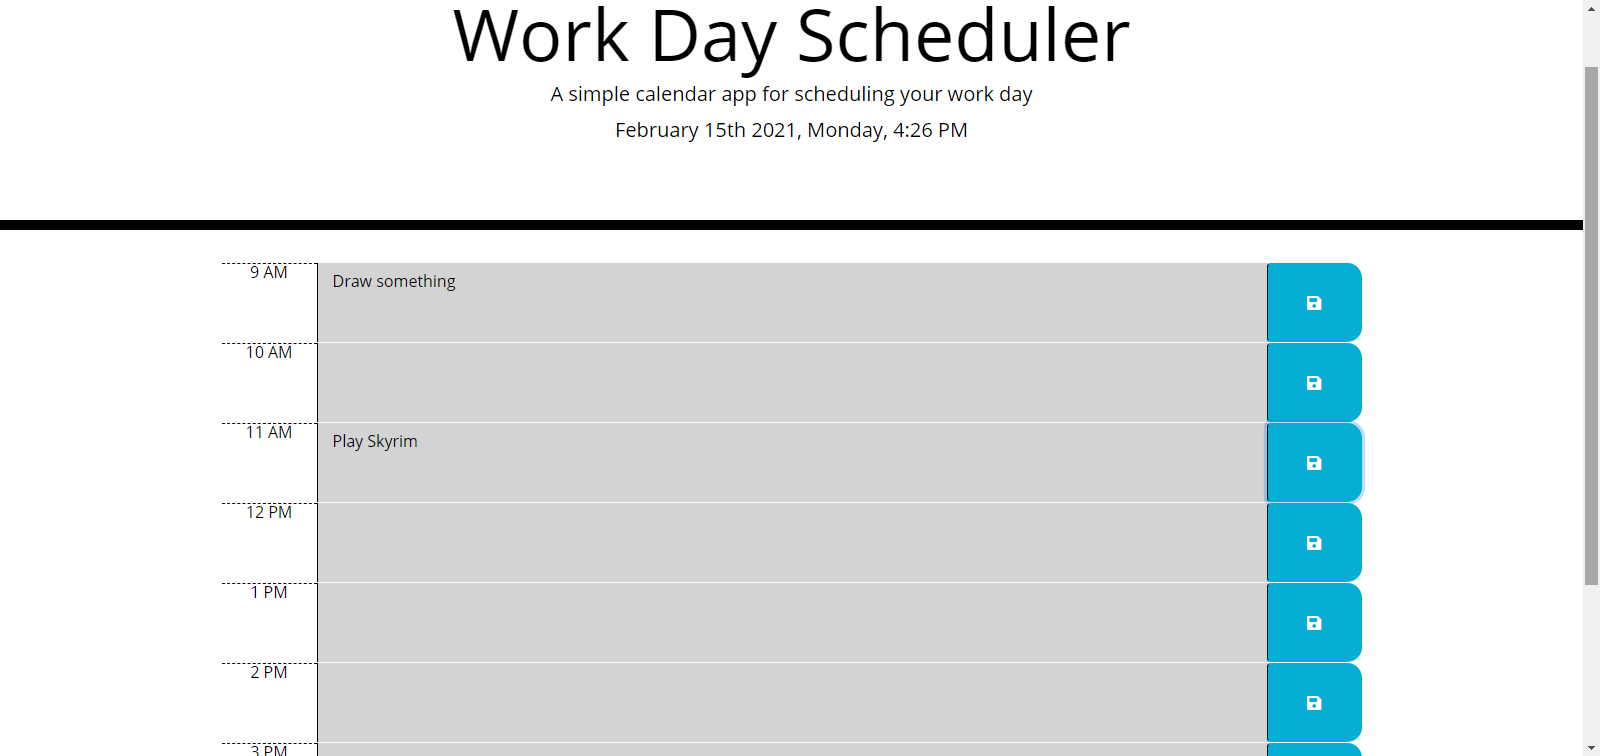 Work Day Scheduler
A simple calendar app for scheduling your work day
February 15th 2021, Monday, 4:26 PM
9 AM
Draw something
10 AM
11 AM
Play Skyrim
12 PM
1 PM
2 PM
3 PM